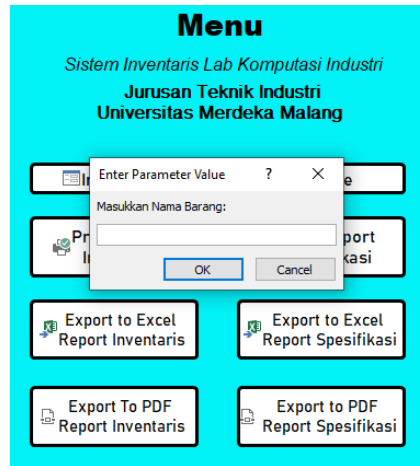 Menu
Sistem Inventaris Lab Komputasi Industri
Jurusan Teknik Industri
Universitas Merdeka Malang
Enter Parameter Value ? X
Masukkan Nama Barang:
OK Cancel
Export to Excel
Report Inventaris
Export to Excel
Report Spesifikasi
Export To PDF
Report Inventaris
Export to PDF
Report Spesifikasi